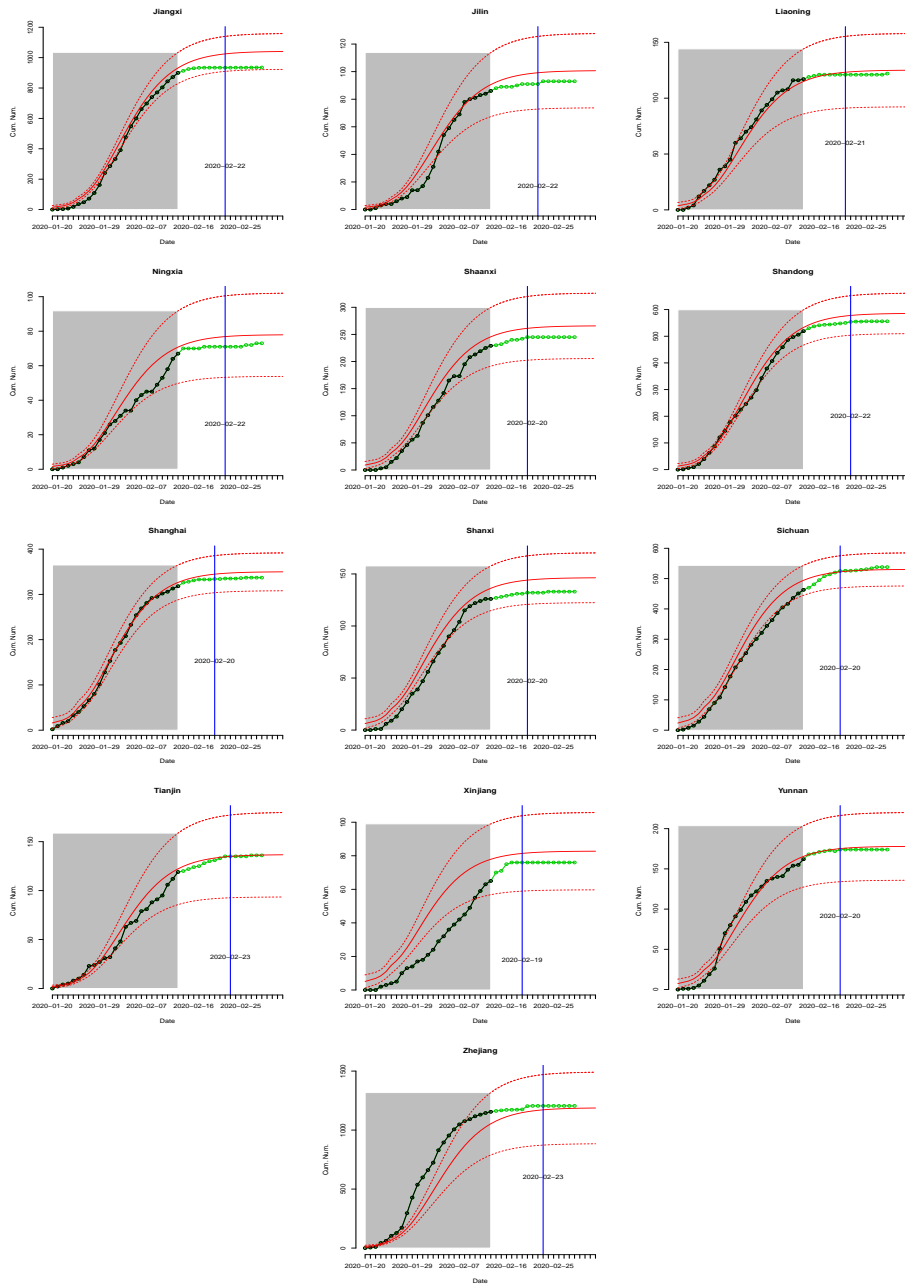 Jiangxi
Cum. Num.
1200
1000
800
600
400
200
0
2020−02−22
2020−01−20 2020−01−29 2020−02−07 2020−02−16 2020−02−25
Date
Jilin
Cum. Num.
120
100
80
60
40
20
0
2020−02−22
2020−01−20 2020−01−29 2020−02−07 2020−02−16 2020−02−25
Date
Liaoning
Cum. Num.
150
100
50
0
2020−02−21
2020−01−20 2020−01−29 2020−02−07 2020−02−16 2020−02−25
Date
Ningxia
Cum. Num.
100
80
60
40
20
0
2020−02−22
2020−01−20 2020−01−29 2020−02−07 2020−02−16 2020−02−25
Date
Shaanxi
Cum. Num.
300
250
200
150
100
50
0
2020−02−20
2020−01−20 2020−01−29 2020−02−07 2020−02−16 2020−02−25
Date
Shandong
Cum. Num.
600
500
400
300
200
100
0
2020−02−22
2020−01−20 2020−01−29 2020−02−07 2020−02−16 2020−02−25
Date
Shanghai
Cum. Num.
400
300
200
100
0
2020−02−20
2020−01−20 2020−01−29 2020−02−07 2020−02−16 2020−02−25
Date
Shanxi
Cum. Num.
150
100
50
0
2020−02−20
2020−01−20 2020−01−29 2020−02−07 2020−02−16 2020−02−25
Date
Sichuan
Cum. Num.
600
500
400
300
200
100
0
2020−02−20
2020−01−20 2020−01−29 2020−02−07 2020−02−16 2020−02−25
Date
Tianjin
Cum. Num.
150
100
50
0
2020−02−23
2020−01−20 2020−01−29 2020−02−07 2020−02−16 2020−02−25
Date
Xinjiang
Cum. Num.
100
80
60
40
20
0
2020−02−19
2020−01−20 2020−01−29 2020−02−07 2020−02−16 2020−02−25
Date
Yunnan
Cum. Num.
200
150
100
50
0
2020−02−20
2020−01−20 2020−01−29 2020−02−07 2020−02−16 2020−02−25
Date
Zhejiang
Cum. Num.
1500
1000
500
0
2020−02−23
2020−01−20 2020−01−29 2020−02−07 2020−02−16 2020−02−25
Date